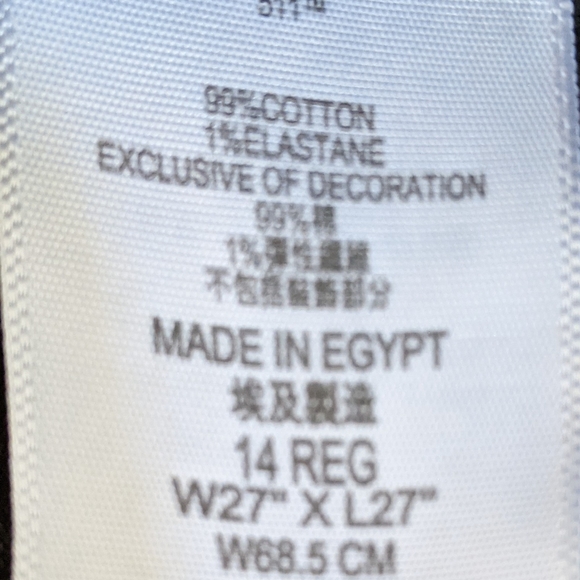 511™
99%COTTON
1%ELASTANE
EXCLUSIVE OF DECORATION
99%棉
1%彈性纖維
不包括裝飾部分
MADE IN EGYPT
埃及製造
14 REG
W27" X L27"
W68.5 CM